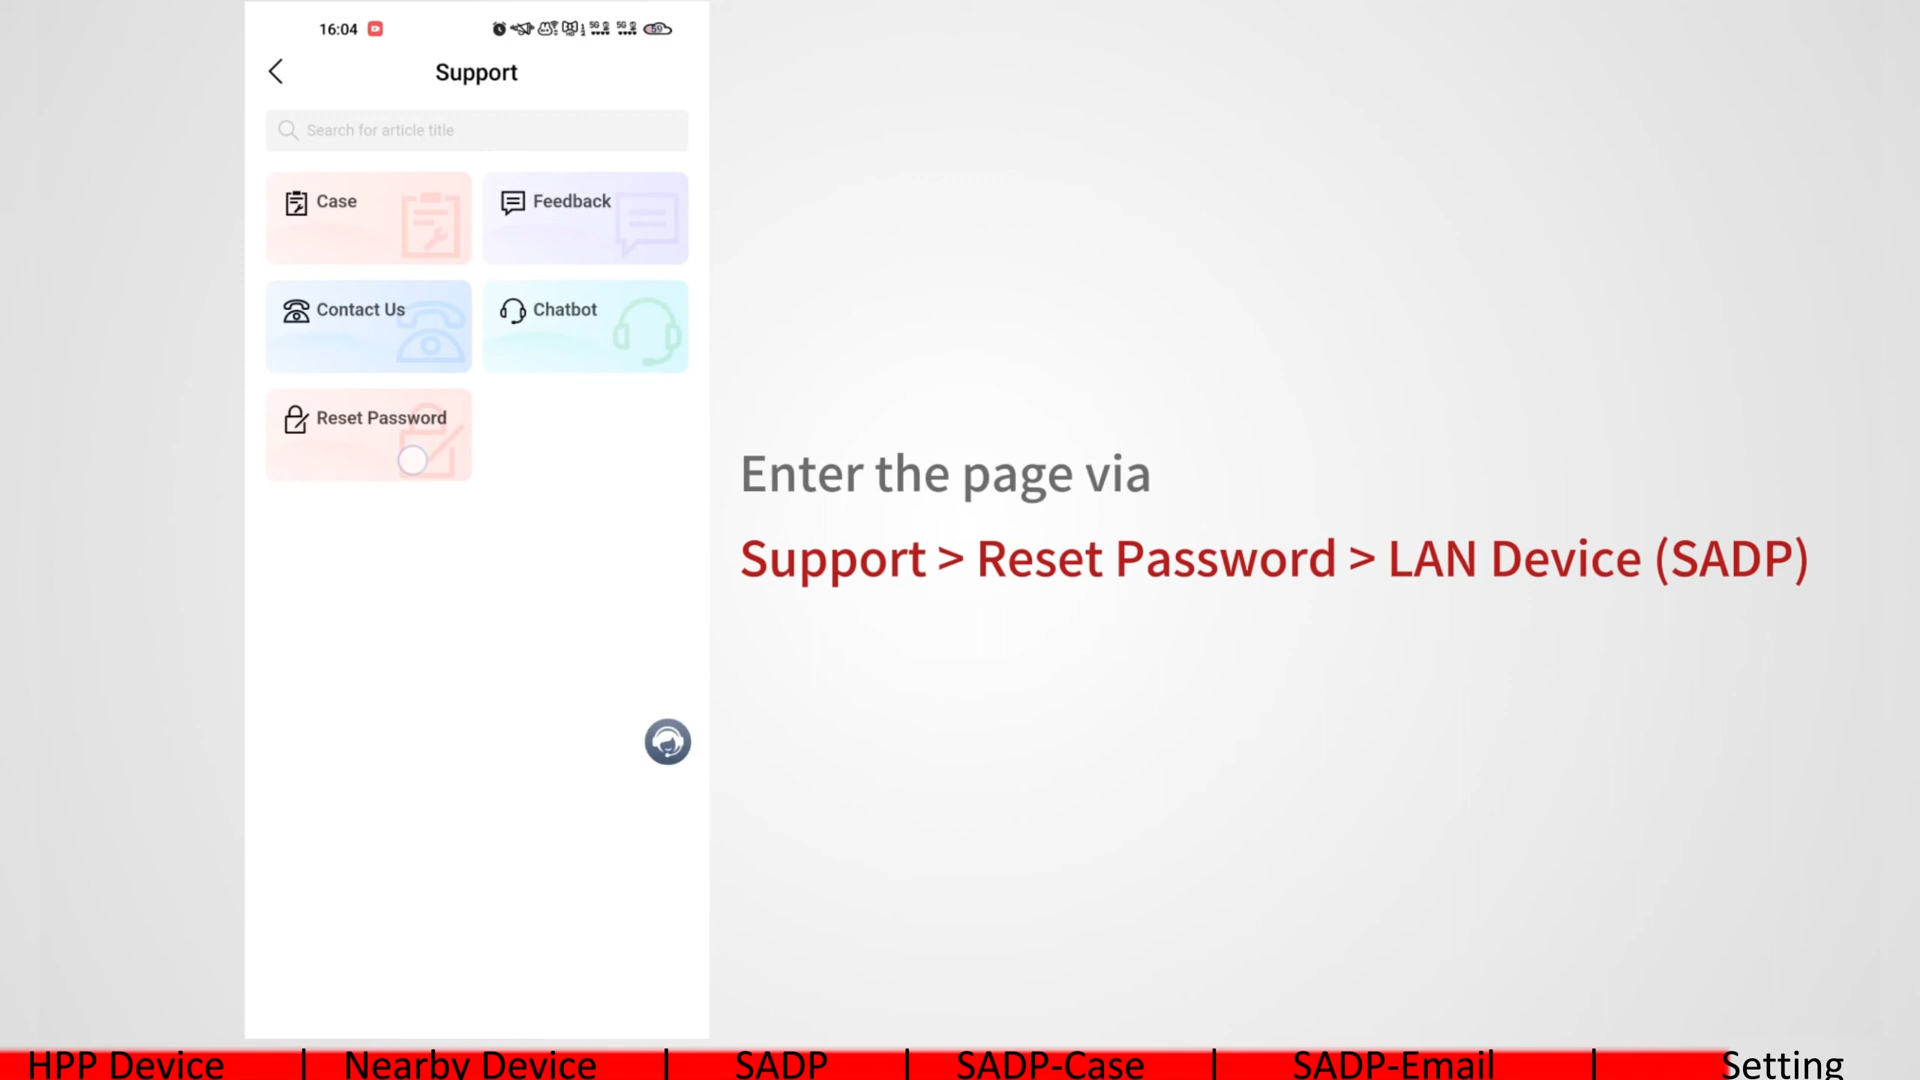 16:04
Support
Search for article title
Case
Feedback
Contact Us
Chatbot
Reset Password
Enter the page via
Support > Reset Password > LAN Device (SADP)
HPP Device | Nearby Device | SADP | SADP-Case | SADP-Email | Setting